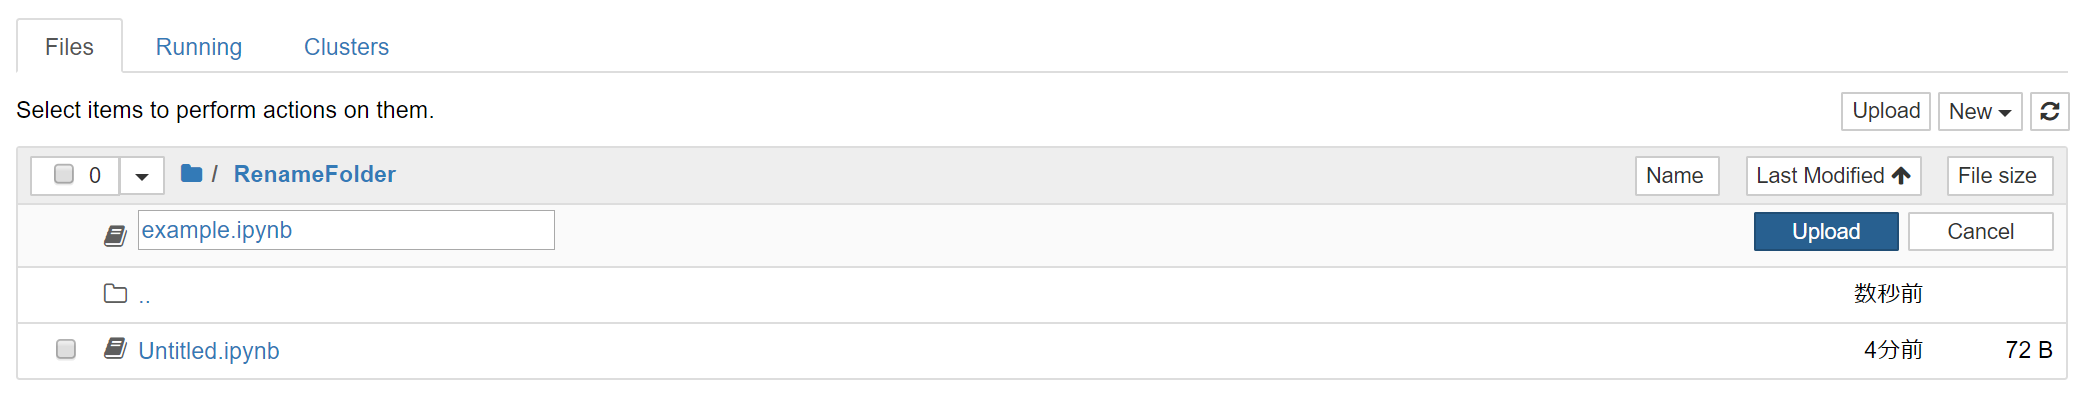 Files Running Clusters
Select items to perform actions on them. Upload New
0 / RenameFolder Name Last Modified File size
example.ipynb Upload Cancel
.. 数秒前
Untitled.ipynb 4分前 72 B